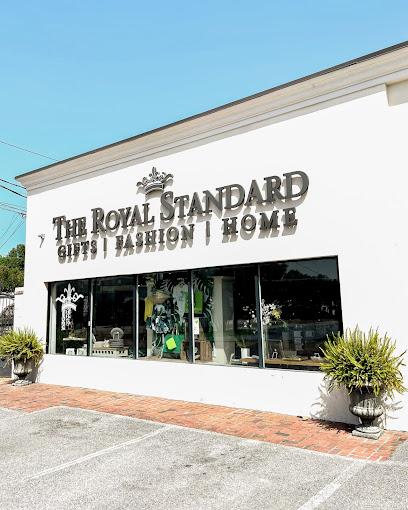 THE ROYAL STANDARD
GIFTS | FASHION | HOME